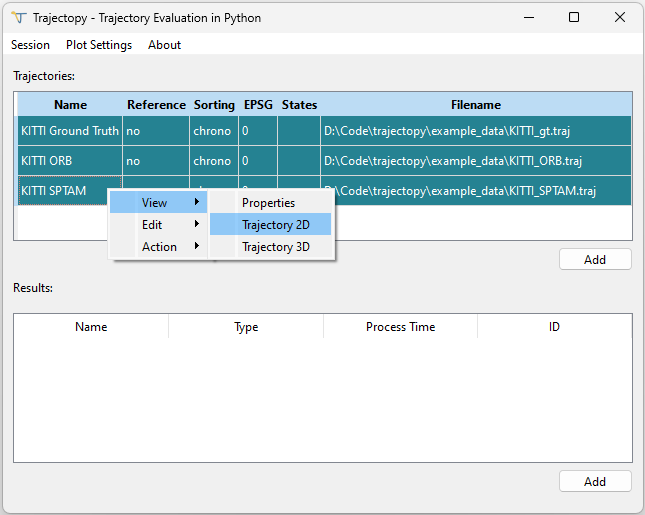 Trajectopy - Trajectory Evaluation in Python
Session Plot Settings About
Trajectories:
Name Reference Sorting EPSG States Filename
KITTI Ground Truth no chrono 0 D:\Code\trajectopy\example_data\KITTI_gt.traj
KITTI ORB no chrono 0 D:\Code\trajectopy\example_data\KITTI_ORB.traj
KITTI SPTAM D:\Code\trajectopy\example_data\KITTI_SPTAM.traj
View Properties
Edit Trajectory 2D
Action Trajectory 3D
Add
Results:
Name Type Process Time ID
Add